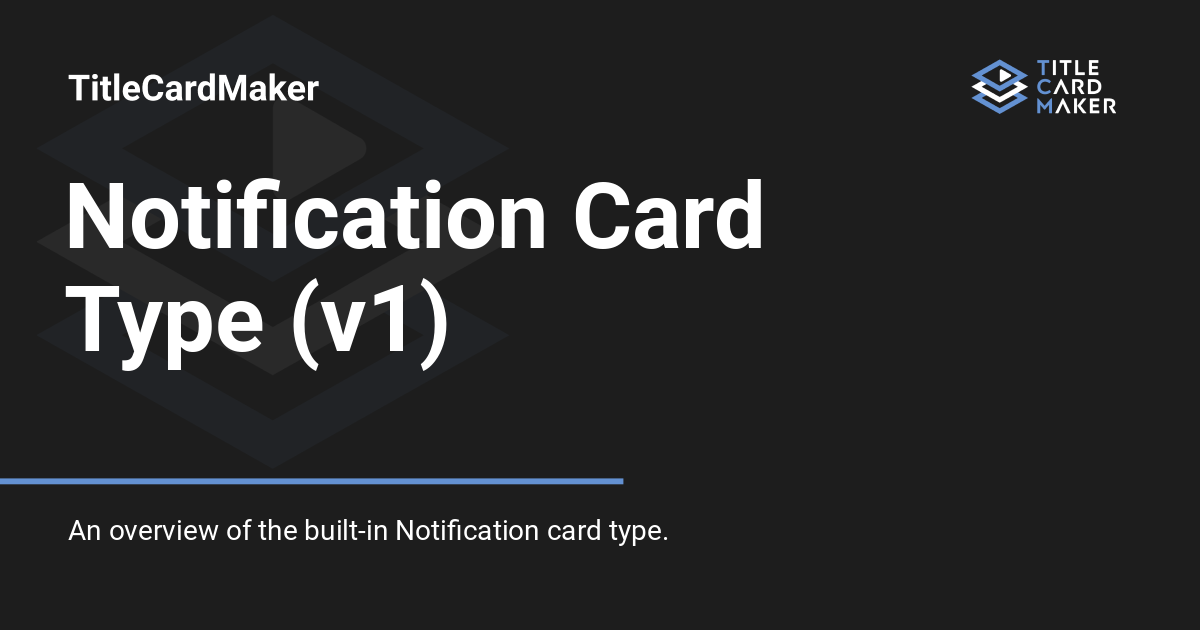 TitleCardMaker
TITLE
CARD
MAKER
Notification Card
Type (v1)
An overview of the built-in Notification card type.